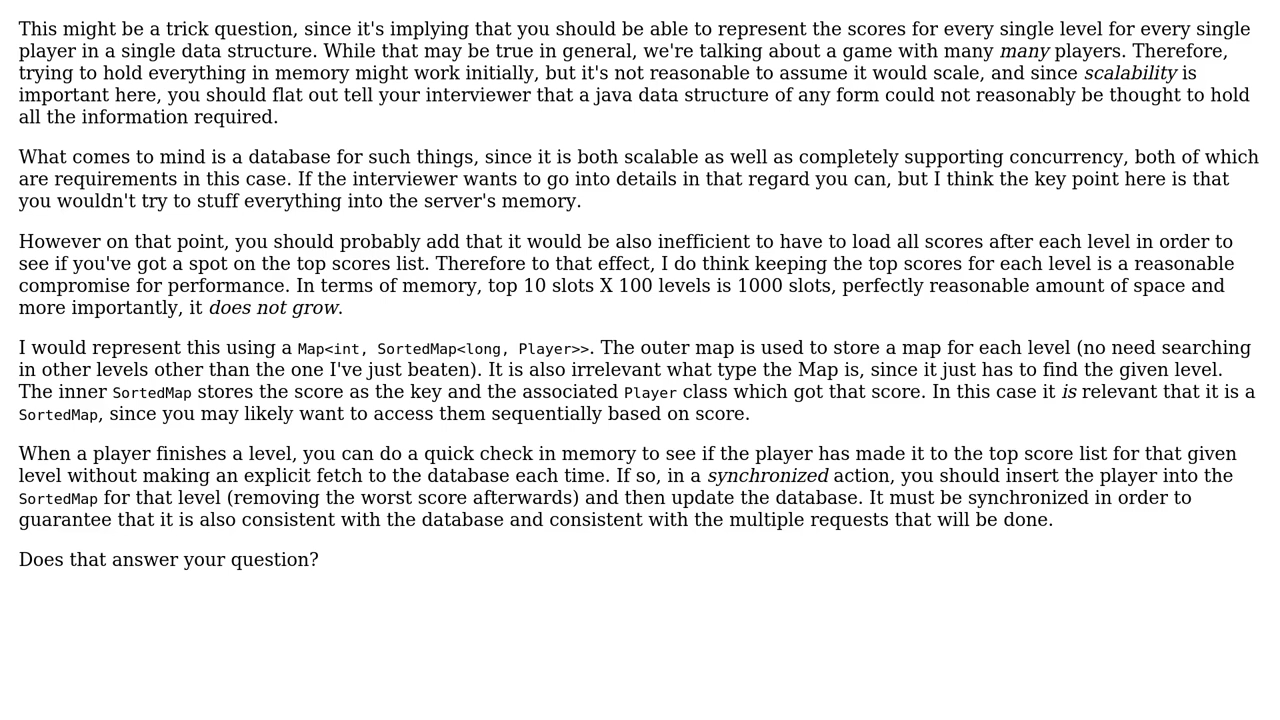 This might be a trick question, since it's implying that you should be able to represent the scores for every single level for every single
player in a single data structure. While that may be true in general, we're talking about a game with many many players. Therefore,
trying to hold everything in memory might work initially, but it's not reasonable to assume it would scale, and since scalability is
important here, you should flat out tell your interviewer that a java data structure of any form could not reasonably be thought to hold
all the information required.
What comes to mind is a database for such things, since it is both scalable as well as completely supporting concurrency, both of which
are requirements in this case. If the interviewer wants to go into details in that regard you can, but I think the key point here is that
you wouldn't try to stuff everything into the server's memory.
However on that point, you should probably add that it would be also inefficient to have to load all scores after each level in order to
see if you've got a spot on the top scores list. Therefore to that effect, I do think keeping the top scores for each level is a reasonable
compromise for performance. In terms of memory, top 10 slots X 100 levels is 1000 slots, perfectly reasonable amount of space and
more importantly, it does not grow.
I would represent this using a Map<int, SortedMap<long, Player>>. The outer map is used to store a map for each level (no need searching
in other levels other than the one I've just beaten). It is also irrelevant what type the Map is, since it just has to find the given level.
The inner SortedMap stores the score as the key and the associated Player class which got that score. In this case it is relevant that it is a
SortedMap, since you may likely want to access them sequentially based on score.
When a player finishes a level, you can do a quick check in memory to see if the player has made it to the top score list for that given
level without making an explicit fetch to the database each time. If so, in a synchronized action, you should insert the player into the
SortedMap for that level (removing the worst score afterwards) and then update the database. It must be synchronized in order to
guarantee that it is also consistent with the database and consistent with the multiple requests that will be done.
Does that answer your question?